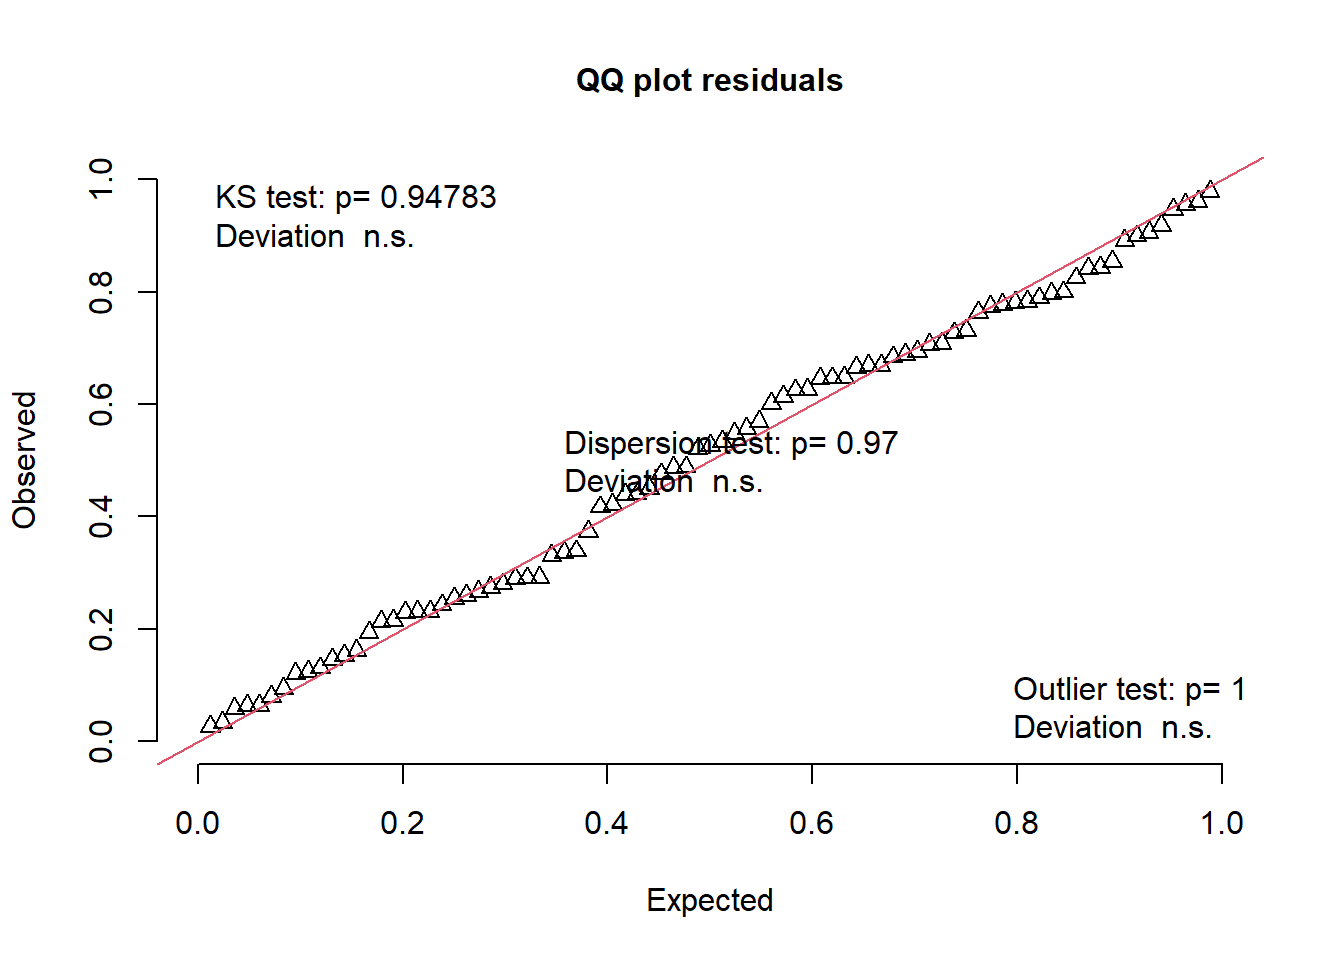 QQ plot residuals
KS test: p= 0.94783
Deviation  n.s.
Dispersion test: p= 0.97
Deviation  n.s.
Outlier test: p= 1
Deviation  n.s.
Observed
1.0
0.8
0.6
0.4
0.2
0.0
0.0 0.2 0.4 0.6 0.8 1.0
Expected